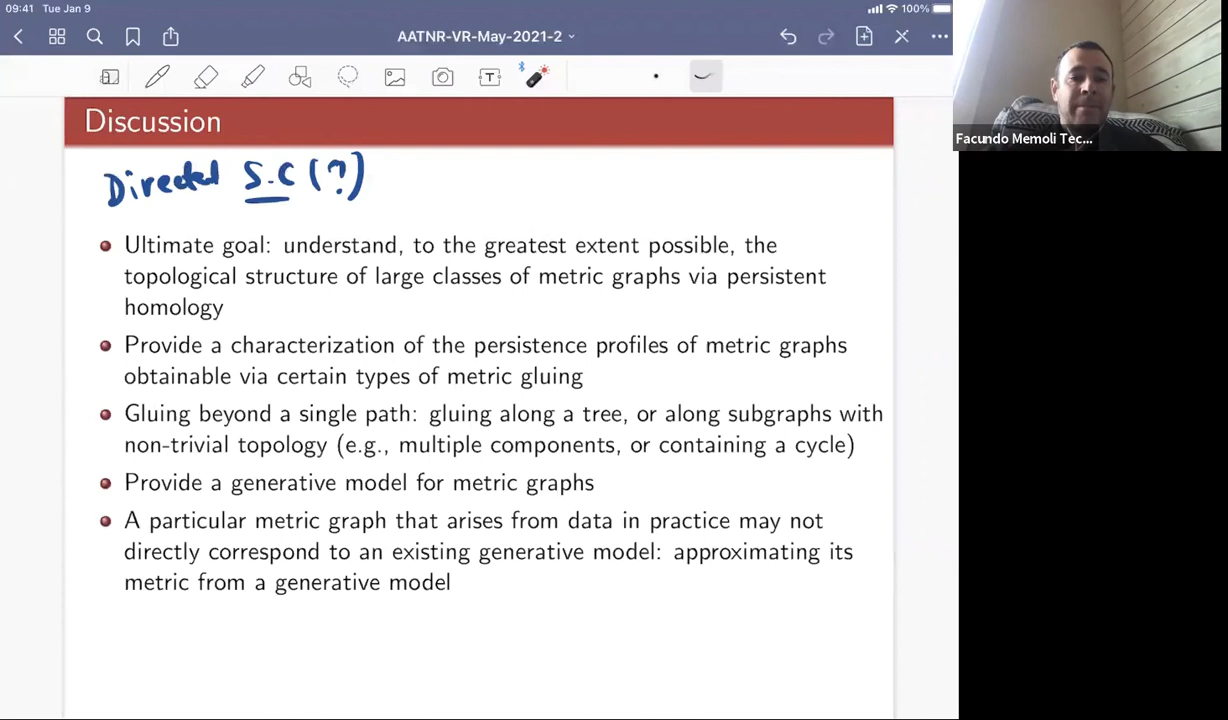 09:41 Tue Jan 9
100%
AATNR-VR-May-2021-2
T
Facundo Memoli Tec...
Discussion
Directed S.C (?)
Ultimate goal: understand, to the greatest extent possible, the
topological structure of large classes of metric graphs via persistent
homology
Provide a characterization of the persistence profiles of metric graphs
obtainable via certain types of metric gluing
Gluing beyond a single path: gluing along a tree, or along subgraphs with
non-trivial topology (e.g., multiple components, or containing a cycle)
Provide a generative model for metric graphs
A particular metric graph that arises from data in practice may not
directly correspond to an existing generative model: approximating its
metric from a generative model